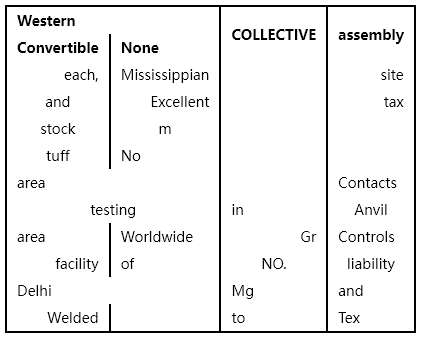 Western
Convertible None COLLECTIVE assembly
each, Mississippian site
and Excellent tax
stock m
tuff No
area Contacts
testing in Anvil
area Worldwide Gr Controls
facility of NO. liability
Delhi Mg and
Welded to Tex